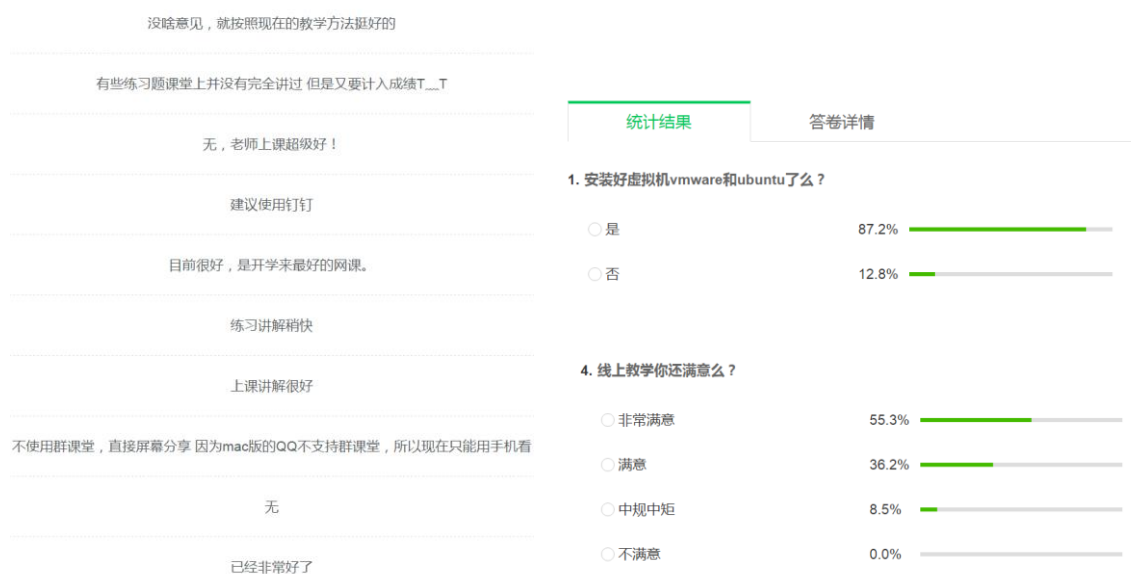 没啥意见，就按照现在的教学方法挺好的
有些练习题课堂上并没有完全讲过 但是又要计入成绩T__T
无，老师上课超级好！
建议使用钉钉
目前很好，是开学来最好的网课。
练习讲解稍快
上课讲解很好
不使用群课堂，直接屏幕分享 因为mac版的QQ不支持群课堂，所以现在只能用手机看
无
已经非常好了
统计结果 答卷详情
1. 安装好虚拟机vmware和ubuntu了么？
是 87.2%
否 12.8%
4. 线上教学你还满意么？
非常满意 55.3%
满意 36.2%
中规中矩 8.5%
不满意 0.0%